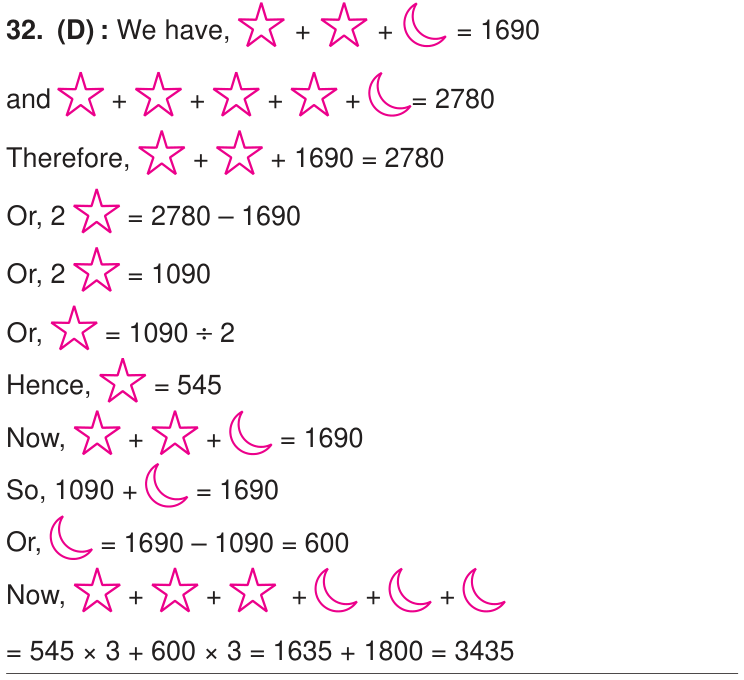 32. (D) : We have, ☆ + ☆ + ☾ = 1690
and ☆ + ☆ + ☆ + ☆ + ☾ = 2780
Therefore, ☆ + ☆ + 1690 = 2780
Or, 2 ☆ = 2780 – 1690
Or, 2 ☆ = 1090
Or, ☆ = 1090 ÷ 2
Hence, ☆ = 545
Now, ☆ + ☆ + ☾ = 1690
So, 1090 + ☾ = 1690
Or, ☾ = 1690 – 1090 = 600
Now, ☆ + ☆ + ☆ + ☾ + ☾ + ☾
= 545 × 3 + 600 × 3 = 1635 + 1800 = 3435